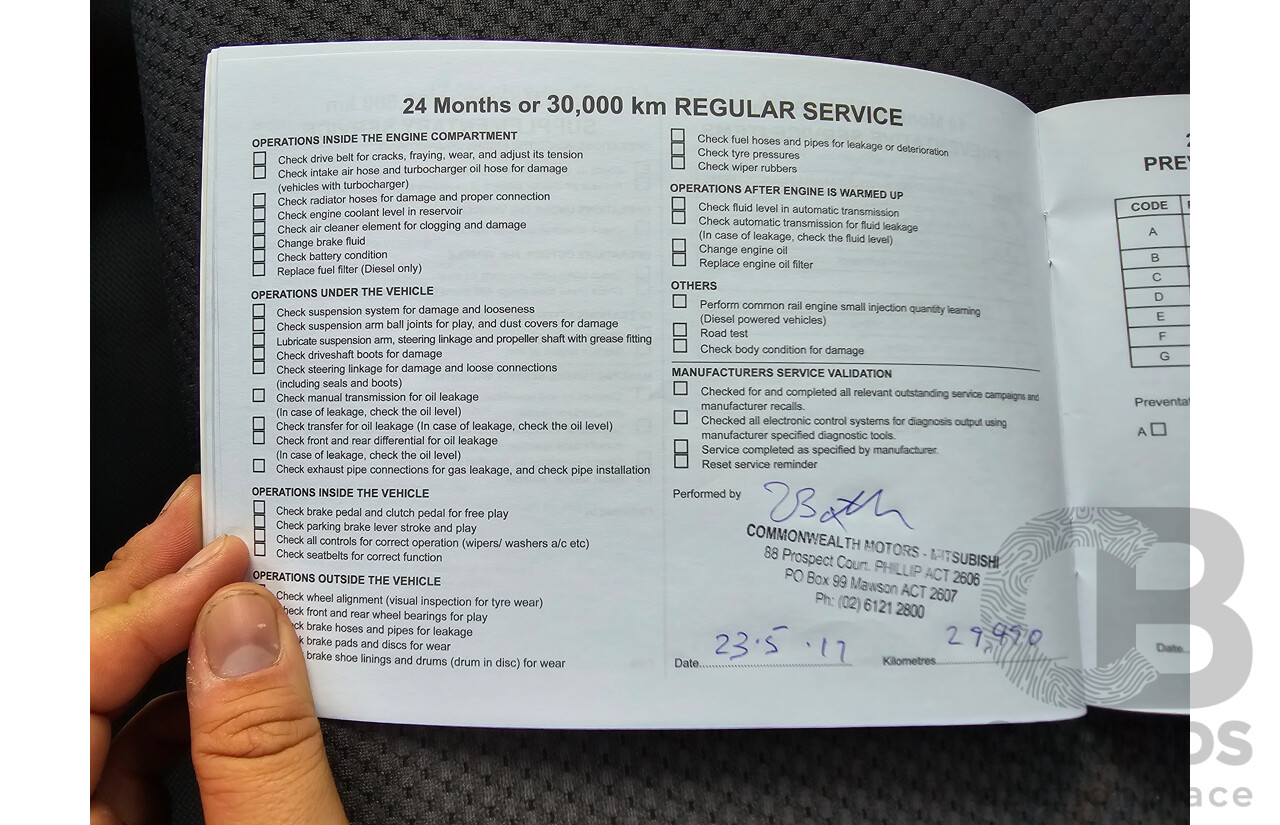 24 Months or 30,000 km REGULAR SERVICE
OPERATIONS INSIDE THE ENGINE COMPARTMENT
Check drive belt for cracks, fraying, wear, and adjust its tension
Check intake air hose and turbocharger oil hose for damage
(vehicles with turbocharger)
Check radiator hoses for damage and proper connection
Check engine coolant level in reservoir
Check air cleaner element for clogging and damage
Change brake fluid
Check battery condition
Replace fuel filter (Diesel only)
OPERATIONS UNDER THE VEHICLE
Check suspension system for damage and looseness
Check suspension arm ball joints for play, and dust covers for damage
Lubricate suspension arm, steering linkage and propeller shaft with grease fitting
Check driveshaft boots for damage
Check steering linkage for damage and loose connections
(including seals and boots)
Check manual transmission for oil leakage
(In case of leakage, check the oil level)
Check transfer for oil leakage (In case of leakage, check the oil level)
Check front and rear differential for oil leakage
(In case of leakage, check the oil level)
Check exhaust pipe connections for gas leakage, and check pipe installation
OPERATIONS INSIDE THE VEHICLE
Check brake pedal and clutch pedal for free play
Check parking brake lever stroke and play
Check all controls for correct operation (wipers/ washers a/c etc)
Check seatbelts for correct function
OPERATIONS OUTSIDE THE VEHICLE
Check wheel alignment (visual inspection for tyre wear)
heck front and rear wheel bearings for play
ck brake hoses and pipes for leakage
brake pads and discs for wear
brake shoe linings and drums (drum in disc) for wear
Check fuel hoses and pipes for leakage or deterioration
Check tyre pressures
Check wiper rubbers
OPERATIONS AFTER ENGINE IS WARMED UP
Check fluid level in automatic transmission
Check automatic transmission for fluid leakage
(In case of leakage, check the fluid level)
Change engine oil
Replace engine oil filter
OTHERS
Perform common rail engine small injection quantity learning
(Diesel powered vehicles)
Road test
Check body condition for damage
MANUFACTURERS SERVICE VALIDATION
Checked for and completed all relevant outstanding service campaigns and
manufacturer recalls.
Checked all electronic control systems for diagnosis output using
manufacturer specified diagnostic tools.
Service completed as specified by manufacturer.
Reset service reminder
Performed by
COMMONWEALTH MOTORS - MITSUBISHI
88 Prospect Court. PHILLIP ACT 2606
PO Box 99 Mawson ACT 2607
Ph: (02) 6121 2800
Date 23.5.17 Kilometres 29,990
PRE
CODE
A
B
C
D
E
F
G
Preventa
A
Date